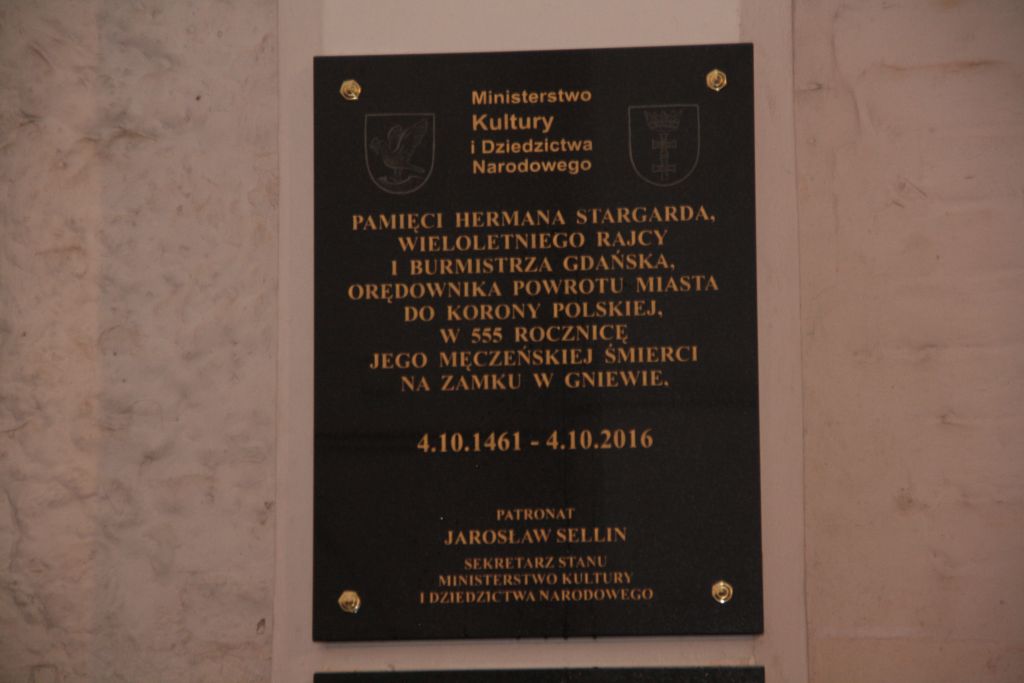 Ministerstwo
Kultury
i Dziedzictwa
Narodowego
PAMIĘCI HERMANA STARGARDA,
WIELOLETNIEGO RAJCY
I BURMISTRZA GDAŃSKA,
ORĘDOWNIKA POWROTU MIASTA
DO KORONY POLSKIEJ,
W 555 ROCZNICĘ
JEGO MĘCZEŃSKIEJ ŚMIERCI
NA ZAMKU W GNIEWIE.
4.10.1461 - 4.10.2016
PATRONAT
JAROSŁAW SELLIN
SEKRETARZ STANU
MINISTERSTWO KULTURY
I DZIEDZICTWA NARODOWEGO